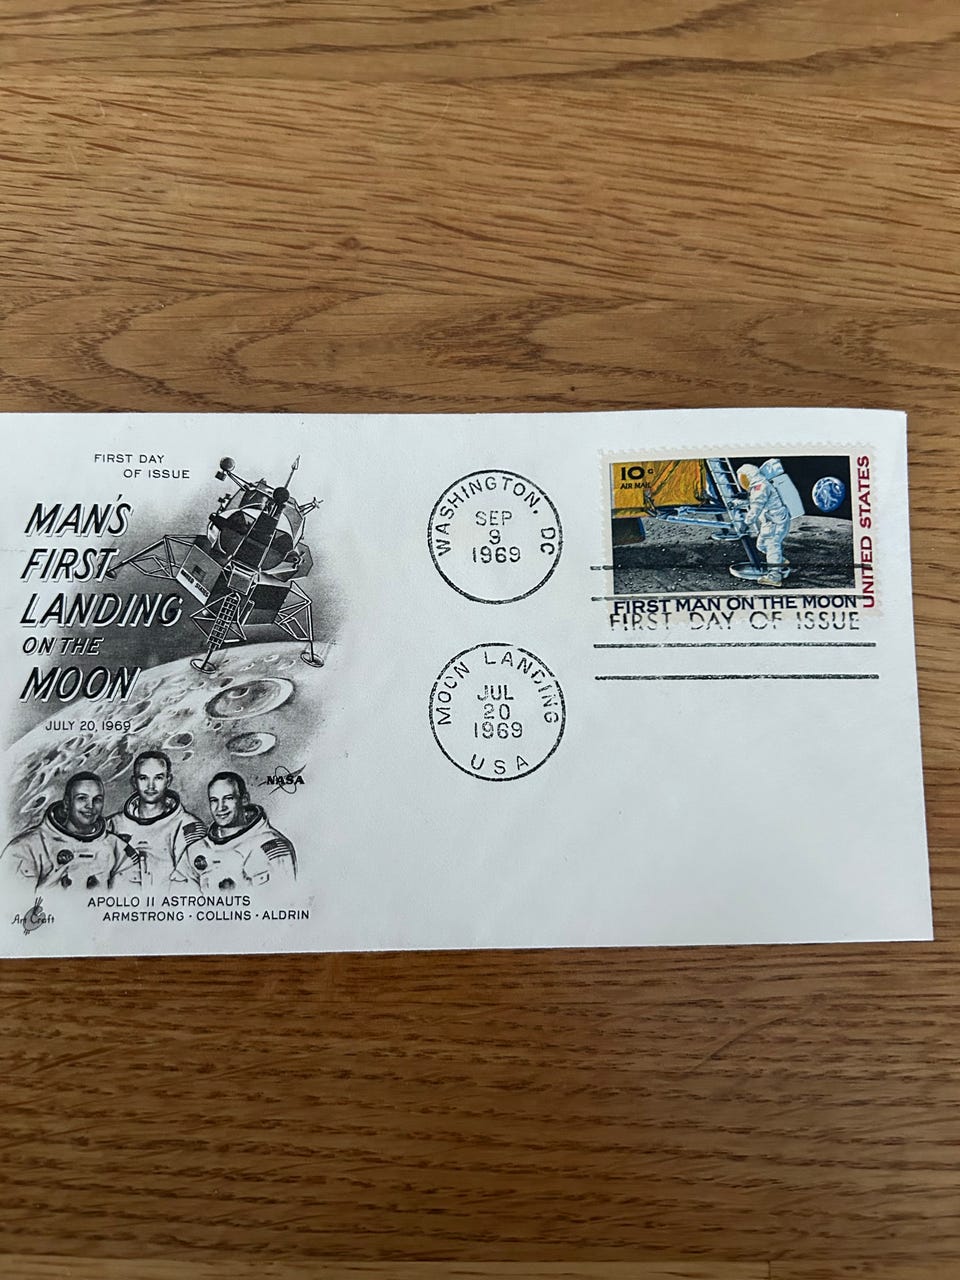 FIRST DAY
OF ISSUE
MAN'S
FIRST
LANDING
ON THE
MOON
JULY 20, 1969
NASA
APOLLO 11 ASTRONAUTS
ARMSTRONG · COLLINS · ALDRIN
Art Craft
WASHINGTON, DC
SEP
9
1969
MOON LANDING
JUL
20
1969
USA
10c
AIR MAIL
UNITED STATES
FIRST MAN ON THE MOON
FIRST DAY OF ISSUE